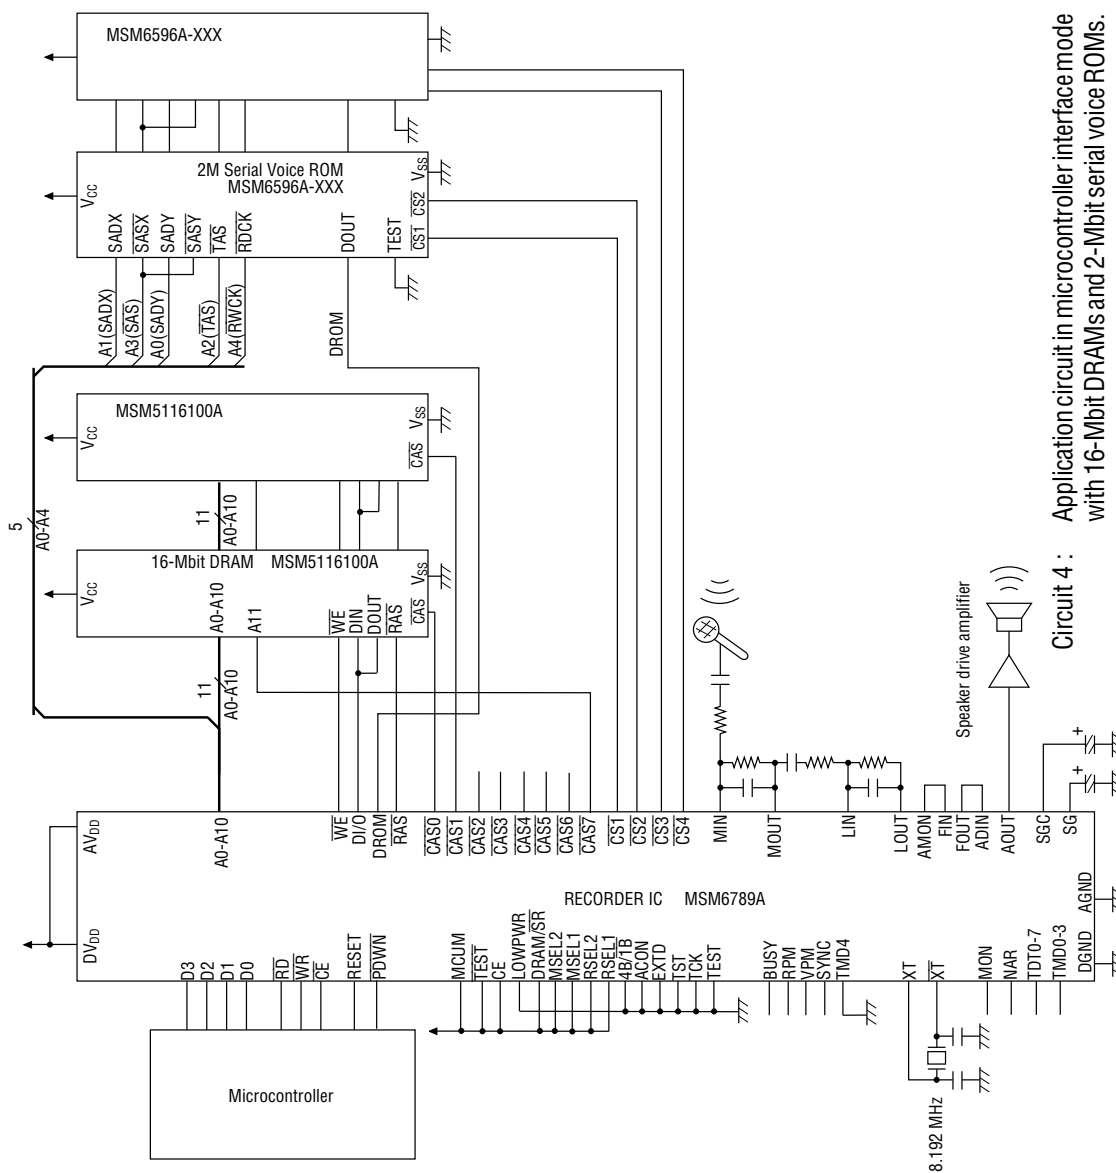 MSM6596A-XXX
2M Serial Voice ROM
MSM6596A-XXX
VCC
VSS
SADX
SASX
SADY
SASY
TAS
RDCK
DOUT
TEST
CS1
CS2
A1(SADX)
A3(SAS)
A0(SADY)
A2(TAS)
A4(RWCK)
DROM
5
A0-A4
MSM5116100A
VCC
VSS
CAS
11
A0-A10
16-Mbit DRAM
MSM5116100A
VCC
VSS
A0-A10
A11
WE
DIN
DOUT
RAS
CAS
11
A0-A10
Speaker drive amplifier
DVDD
AVDD
A0-A10
WE
DI/O
DROM
RAS
CAS0
CAS1
CAS2
CAS3
CAS4
CAS5
CAS6
CAS7
CS1
CS2
CS3
CS4
MIN
MOUT
LIN
LOUT
AMON
FIN
FOUT
ADIN
AOUT
SGC
SG
+
+
RECORDER IC MSM6789A
D3
D2
D1
D0
RD
WR
CE
RESET
PDWN
MCUM
TEST
CE
LOWPWR
DRAM/SR
MSEL2
MSEL1
RSEL2
RSEL1
4B/1B
ACON
EXTD
TST
TCK
TEST
BUSY
RPM
VPM
SYNC
TMD4
XT
XT
MON
NAR
TDT0-7
TMD0-3
DGND
AGND
Microcontroller
8.192 MHz
Circuit 4 : Application circuit in microcontroller interface mode
with 16-Mbit DRAMs and 2-Mbit serial voice ROMs.